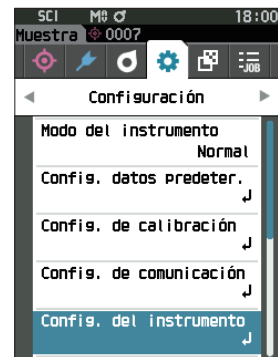 SCI M⦶ ♂ 18:00
Muestra 0007
-JOB
Configuración
Modo del instrumento
Normal
Config. datos predeter.
Config. de calibración
Config. de comunicación
Config. del instrumento